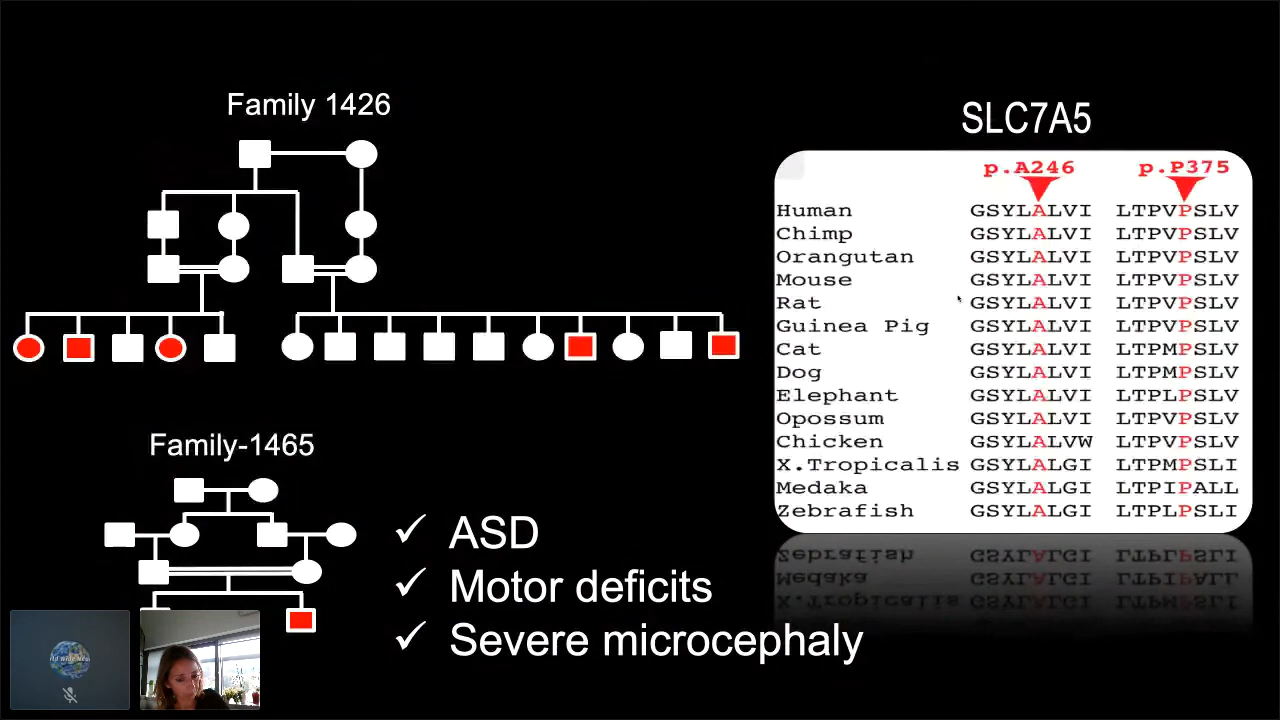 Family 1426
SLC7A5
p.A246 p.P375
Human GSYLALVI LTPVPSLV
Chimp GSYLALVI LTPVPSLV
Orangutan GSYLALVI LTPVPSLV
Mouse GSYLALVI LTPVPSLV
Rat GSYLALVI LTPVPSLV
Guinea Pig GSYLALVI LTPVPSLV
Cat GSYLALVI LTPMPSLV
Dog GSYLALVI LTPMPSLV
Elephant GSYLALVI LTPLPSLV
Opossum GSYLALVI LTPVPSLV
Chicken GSYLALVW LTPVPSLV
X.Tropicalis GSYLALGI LTPMPSLI
Medaka GSYLALGI LTPIPALL
Zebrafish GSYLALGI LTPLPSLI
Family-1465
✓ ASD
✓ Motor deficits
✓ Severe microcephaly